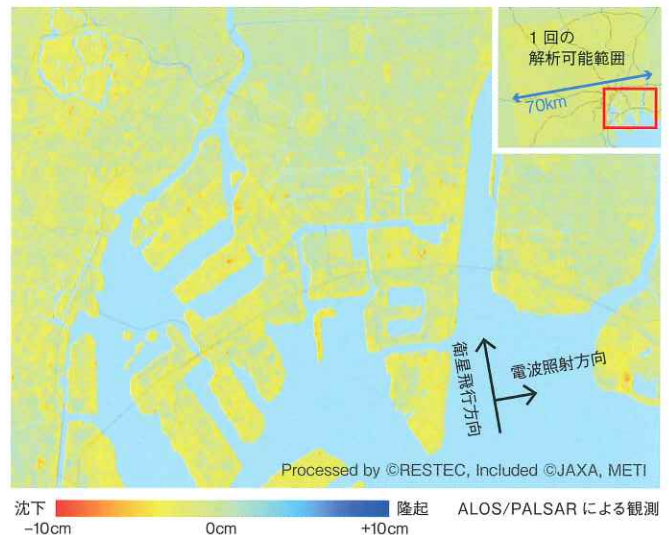 1回の
解析可能範囲
70km
衛星飛行方向
電波照射方向
Processed by ©RESTEC, Included ©JAXA, METI
沈下
隆起
ALOS/PALSARによる観測
-10cm
0cm
+10cm